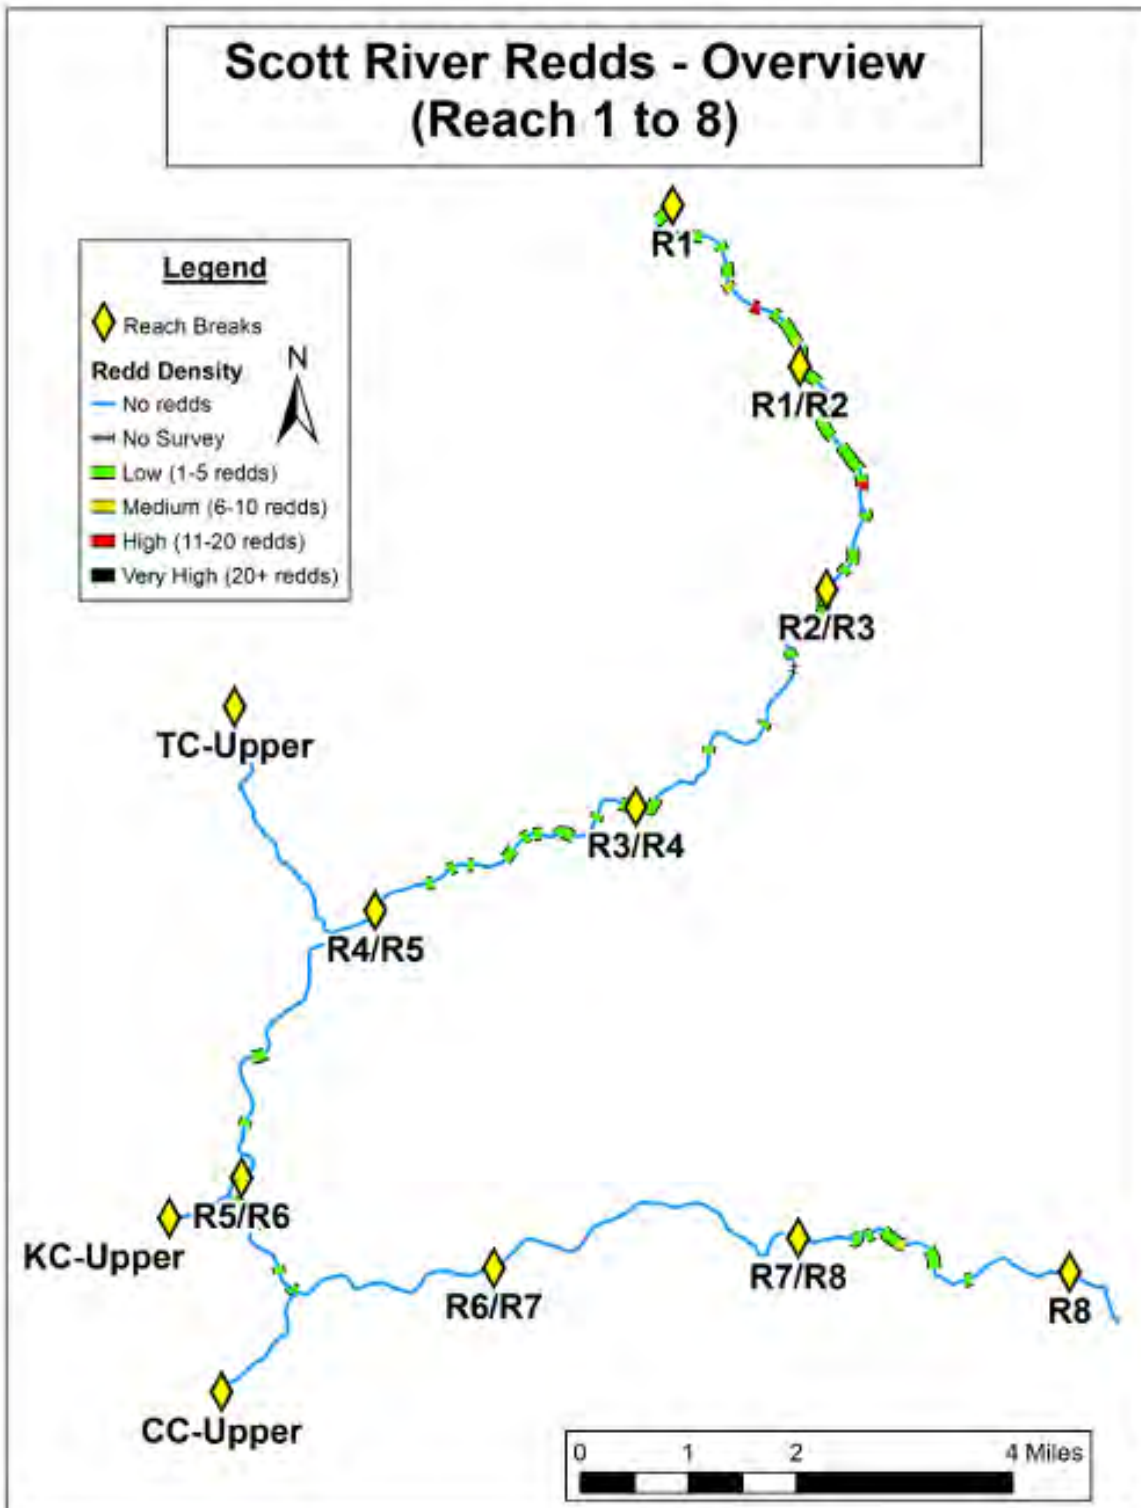 Scott River Redds - Overview
(Reach 1 to 8)
Legend
Reach Breaks
Redd Density
N
No redds
No Survey
Low (1-5 redds)
Medium (6-10 redds)
High (11-20 redds)
Very High (20+ redds)
R1
R1/R2
R2/R3
TC-Upper
R3/R4
R4/R5
R5/R6
KC-Upper
R6/R7
R7/R8
R8
CC-Upper
0 1 2 4 Miles